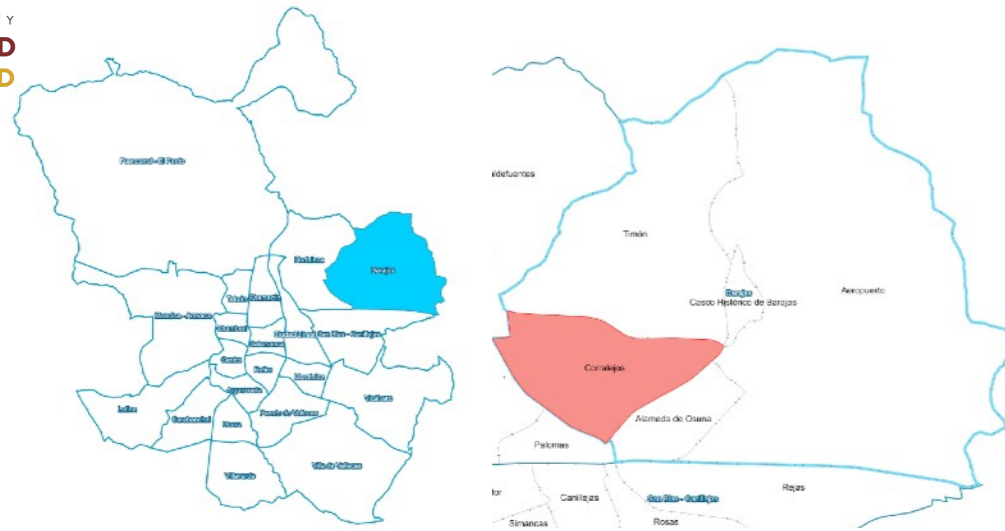 Y
D
D
Fuencarral - El Pardo
Hortaleza
Barajas
Tetuán
Chamartín
Moncloa - Aravaca
Chamberí
Ciudad Lineal
San Blas - Canillejas
Salamanca
Centro
Retiro
Moratalaz
Vicálvaro
Arganzuela
Latina
Carabanchel
Usera
Puente de Vallecas
Villaverde
Villa de Vallecas
ldefuentes
Timón
Barajas
Casco Histórico de Barajas
Aeropuerto
Corralejos
Alameda de Osuna
Palomas
Rejas
San Blas - Canillejas
Canillejas
Simancas
Rosas